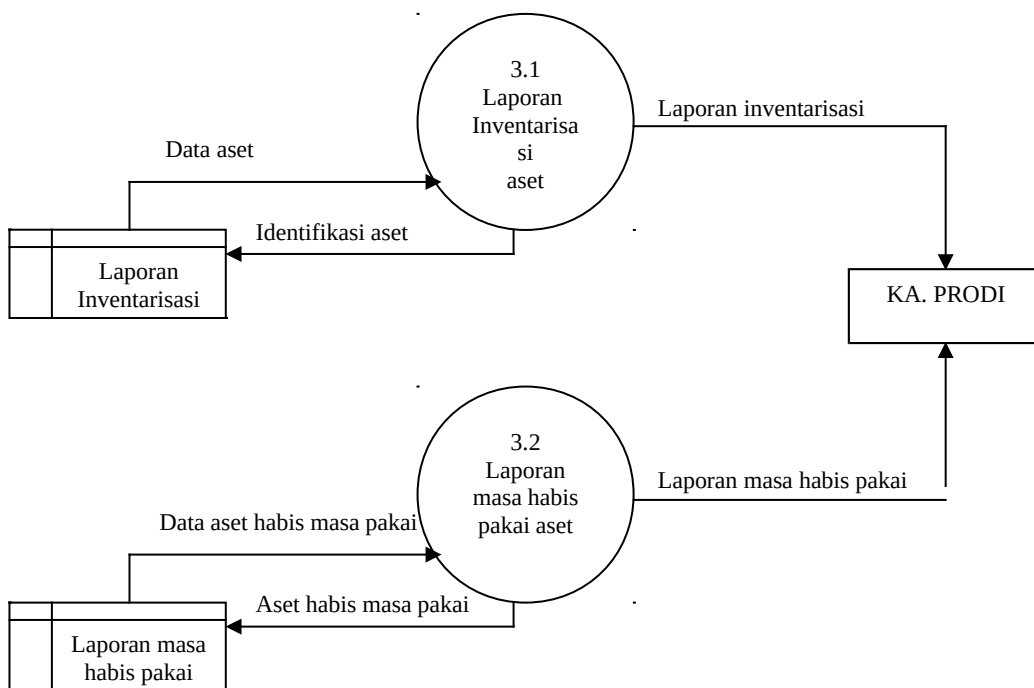 3.1
Laporan
Inventarisa
si
aset
Laporan inventarisasi
Data aset
Identifikasi aset
Laporan
Inventarisasi
KA. PRODI
3.2
Laporan
masa habis
pakai aset
Laporan masa habis pakai
Data aset habis masa pakai
Aset habis masa pakai
Laporan masa
habis pakai